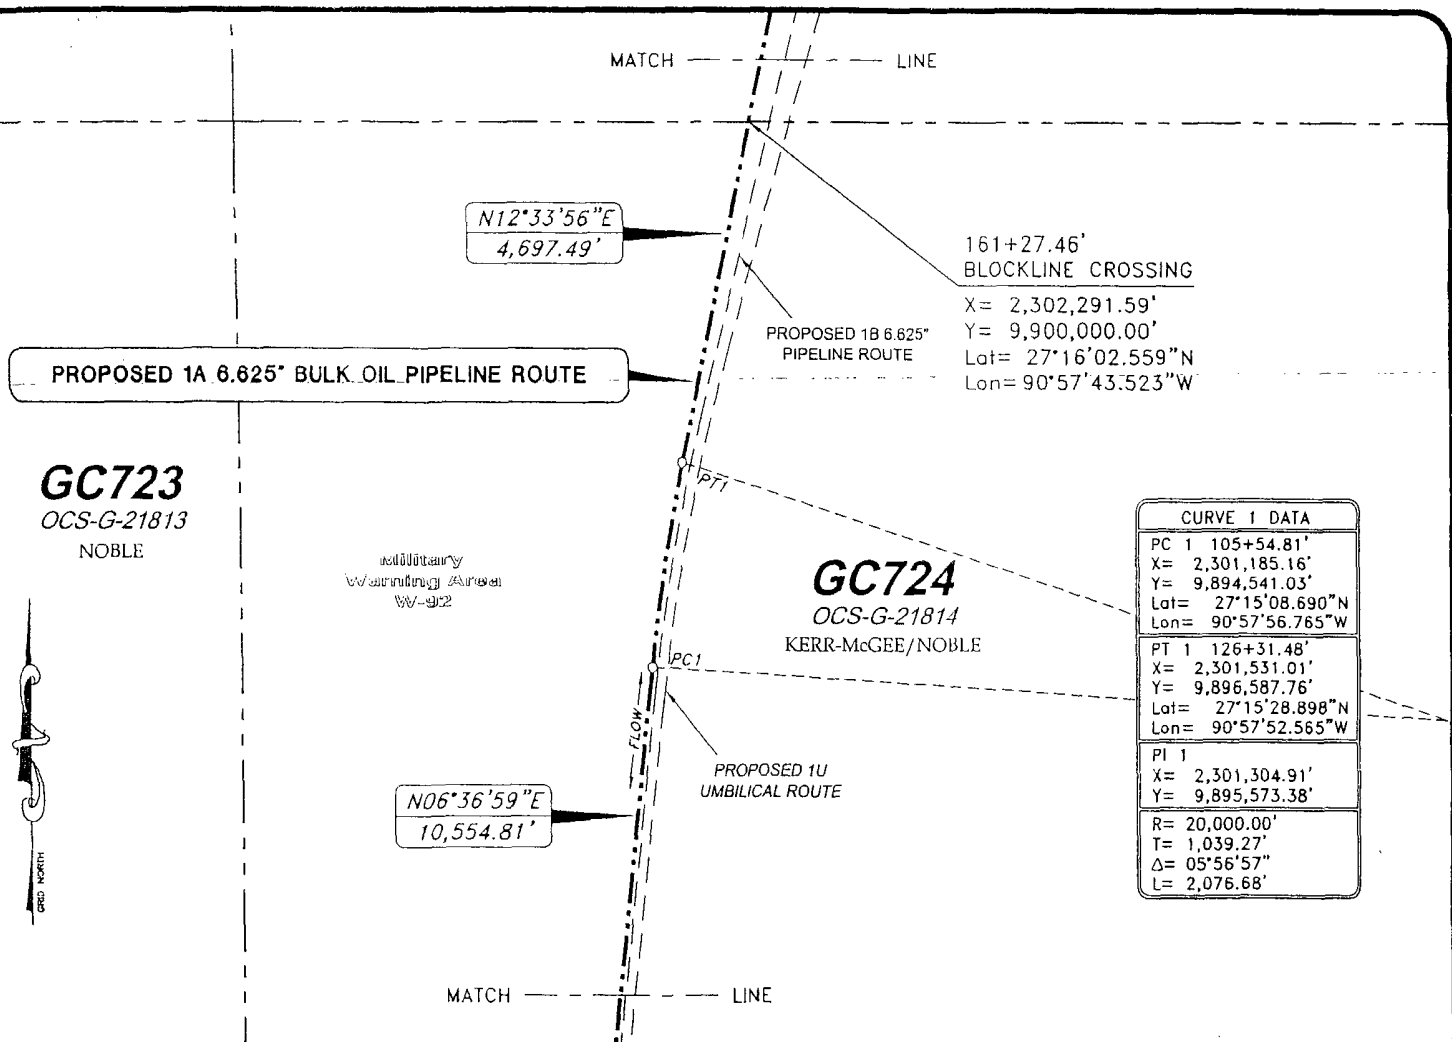 MATCH LINE
N12°33'56"E
4,697.49'
161+27.46'
BLOCKLINE CROSSING
X= 2,302,291.59'
Y= 9,900,000.00'
Lat= 27°16'02.559"N
Lon= 90°57'43.523"W
PROPOSED 1B 6.625"
PIPELINE ROUTE
PROPOSED 1A 6.625" BULK OIL PIPELINE ROUTE
GC723
OCS-G-21813
NOBLE
Military
Warning Area
W-92
PT1
GC724
OCS-G-21814
KERR-McGEE/NOBLE
PC1
CURVE 1 DATA
PC 1 105+54.81'
X= 2,301,185.16'
Y= 9,894,541.03'
Lat= 27°15'08.690"N
Lon= 90°57'56.765"W
PT 1 126+31.48'
X= 2,301,531.01'
Y= 9,896,587.76'
Lat= 27°15'28.898"N
Lon= 90°57'52.565"W
PI 1
X= 2,301,304.91'
Y= 9,895,573.38'
R= 20,000.00'
T= 1,039.27'
Δ= 05°56'57"
L= 2,076.68'
FLOW
PROPOSED 1U
UMBILICAL ROUTE
N06°36'59"E
10,554.81'
GRID NORTH
MATCH LINE